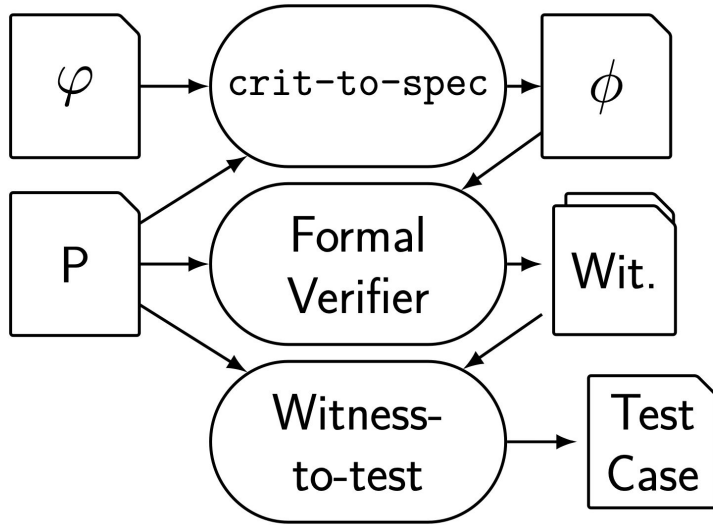 φ
crit-to-spec
ϕ
P
Formal
Verifier
Wit.
Witness-
to-test
Test
Case